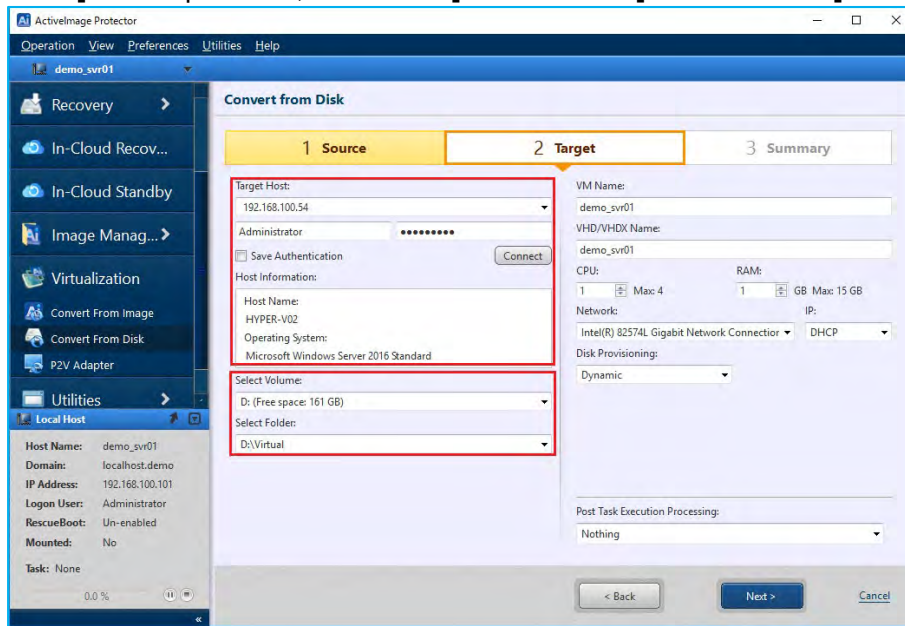 ActiveImage Protector
Operation View Preferences Utilities Help
demo_svr01
Recovery
In-Cloud Recov...
In-Cloud Standby
Image Manag...
Virtualization
Convert From Image
Convert From Disk
P2V Adapter
Utilities
Local Host
Host Name: demo_svr01
Domain: localhost.demo
IP Address: 192.168.100.101
Logon User: Administrator
RescueBoot: Un-enabled
Mounted: No
Task: None
0.0 %
Convert from Disk
1 Source
2 Target
3 Summary
Target Host:
192.168.100.54
Administrator •••••••••
Save Authentication Connect
Host Information:
Host Name:
HYPER-V02
Operating System:
Microsoft Windows Server 2016 Standard
Select Volume:
D: (Free space: 161 GB)
Select Folder:
D:\Virtual
VM Name:
demo_svr01
VHD/VHDX Name:
demo_svr01
CPU: RAM:
1 Max: 4 1 GB Max: 15 GB
Network: IP:
Intel(R) 82574L Gigabit Network Connection DHCP
Disk Provisioning:
Dynamic
Post Task Execution Processing:
Nothing
< Back Next > Cancel